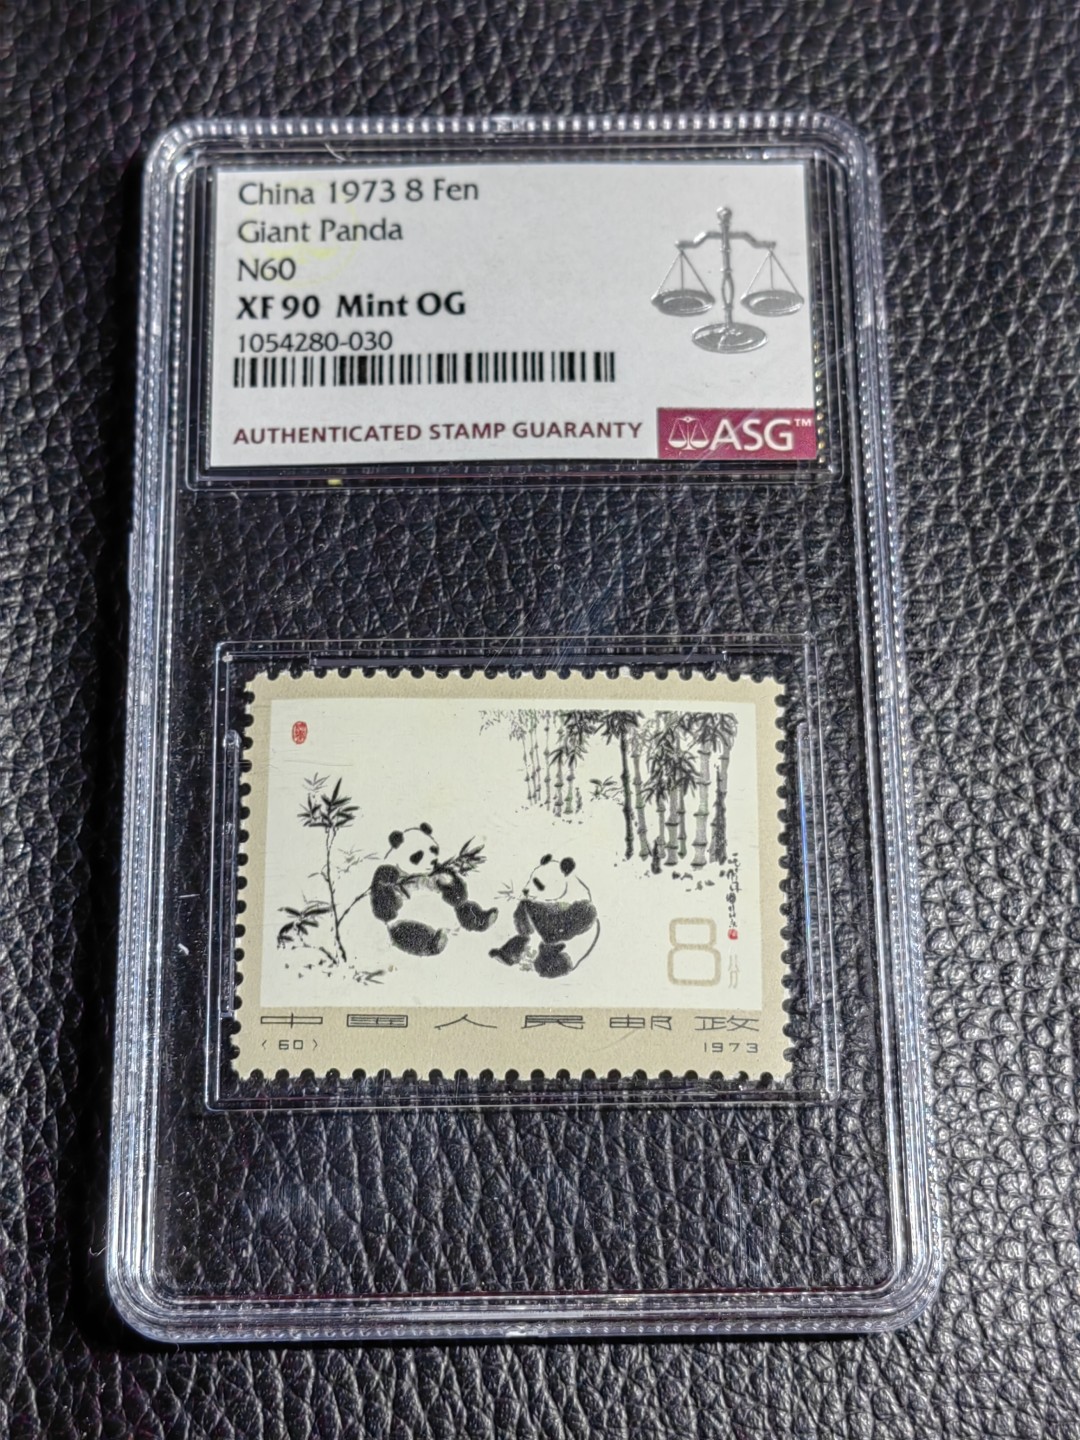 China 1973 8 Fen
Giant Panda
N60
XF 90 Mint OG
1054280-030
AUTHENTICATED STAMP GUARANTY
ASG™
8分
中国人民邮政
(60)
1973